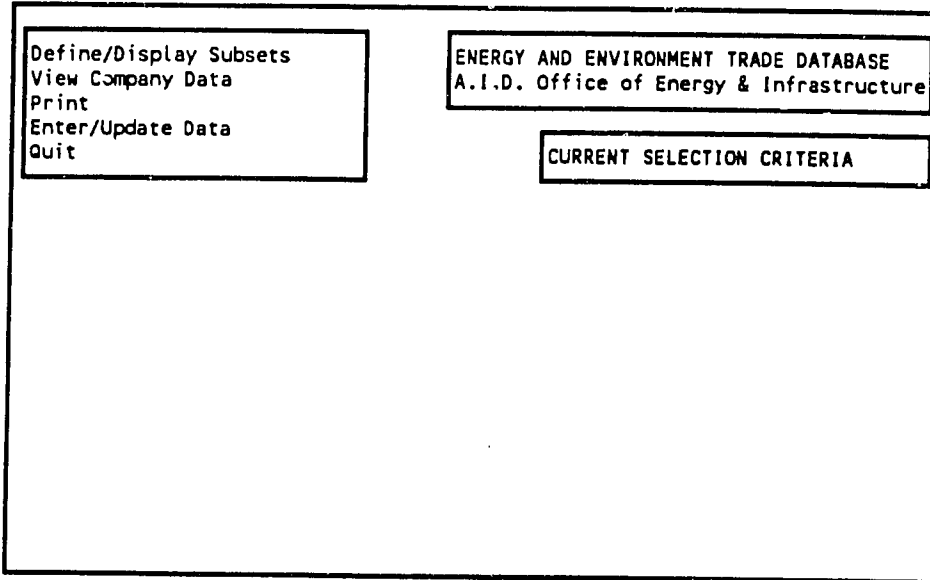 Define/Display Subsets
View Company Data
Print
Enter/Update Data
Quit
ENERGY AND ENVIRONMENT TRADE DATABASE
A.I.D. Office of Energy & Infrastructure
CURRENT SELECTION CRITERIA